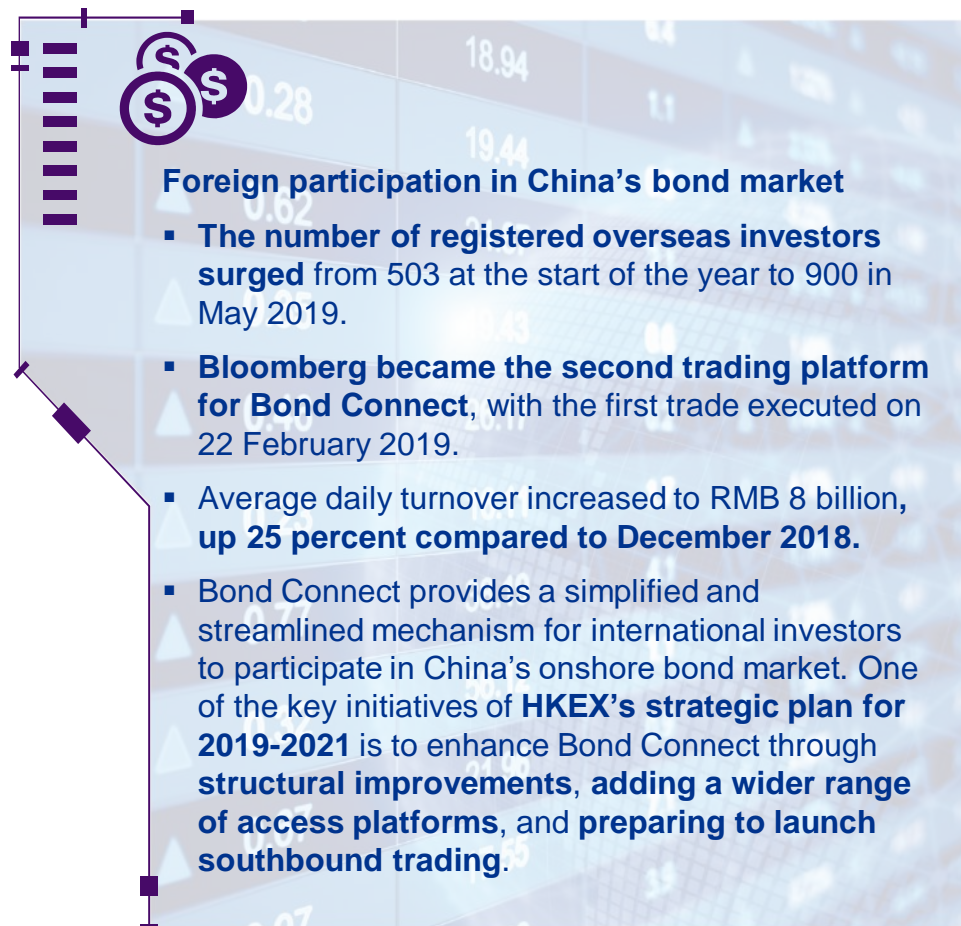 Foreign participation in China’s bond market
▪ The number of registered overseas investors
surged from 503 at the start of the year to 900 in
May 2019.
▪ Bloomberg became the second trading platform
for Bond Connect, with the first trade executed on
22 February 2019.
▪ Average daily turnover increased to RMB 8 billion,
up 25 percent compared to December 2018.
▪ Bond Connect provides a simplified and
streamlined mechanism for international investors
to participate in China’s onshore bond market. One
of the key initiatives of HKEX’s strategic plan for
2019-2021 is to enhance Bond Connect through
structural improvements, adding a wider range
of access platforms, and preparing to launch
southbound trading.